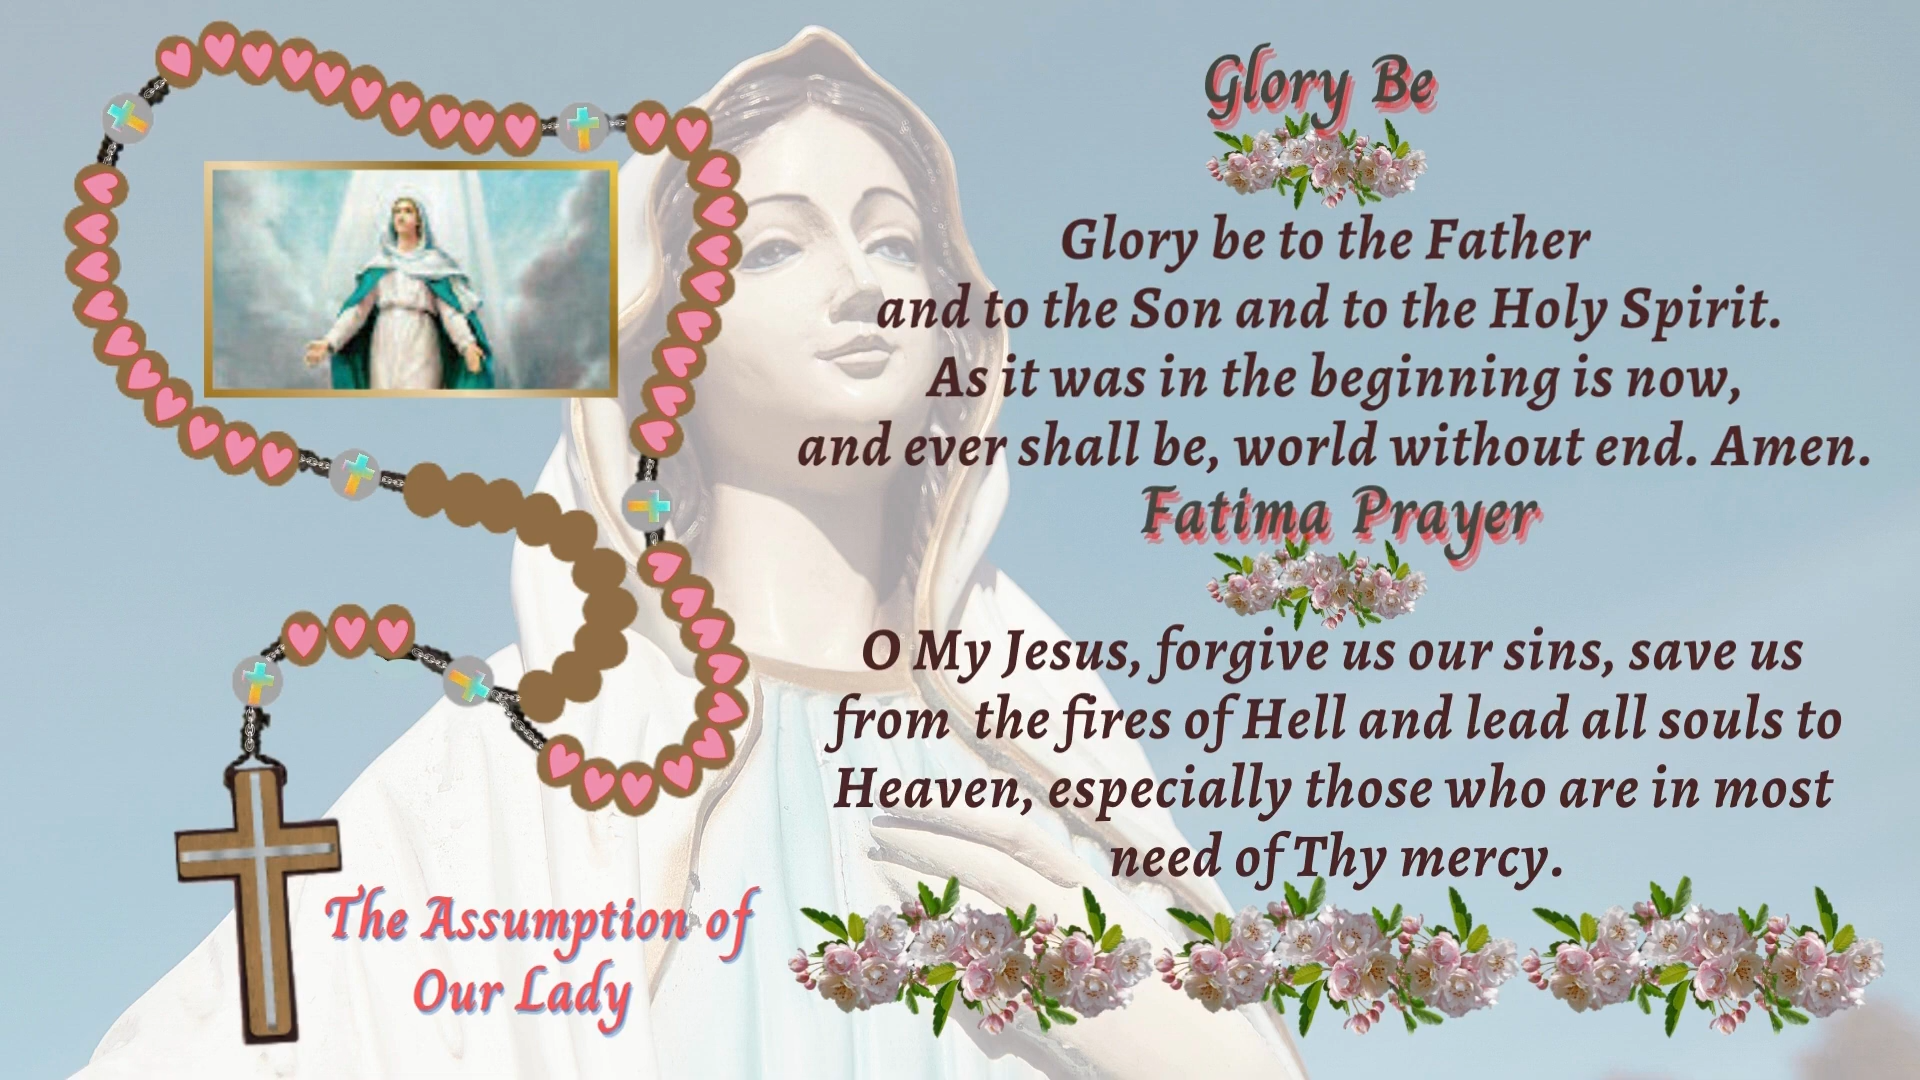 Glory Be
Glory be to the Father
and to the Son and to the Holy Spirit.
As it was in the beginning is now,
and ever shall be, world without end. Amen.
Fatima Prayer
O My Jesus, forgive us our sins, save us
from the fires of Hell and lead all souls to
Heaven, especially those who are in most
need of Thy mercy.
The Assumption of
Our Lady